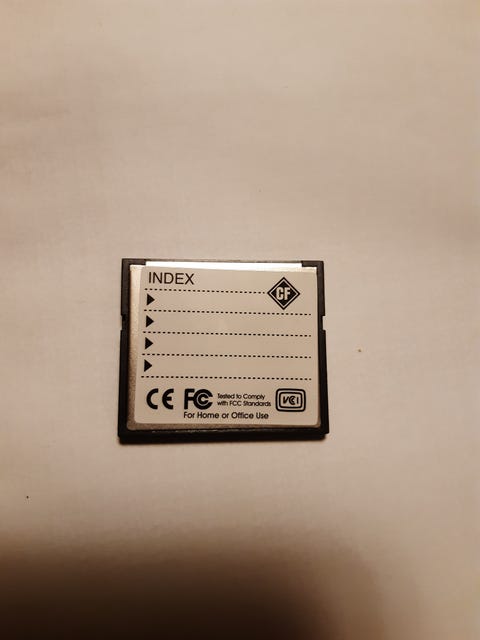 INDEX
CF
CE FC Tested to Comply
with FCC Standards
VCI
For Home or Office Use